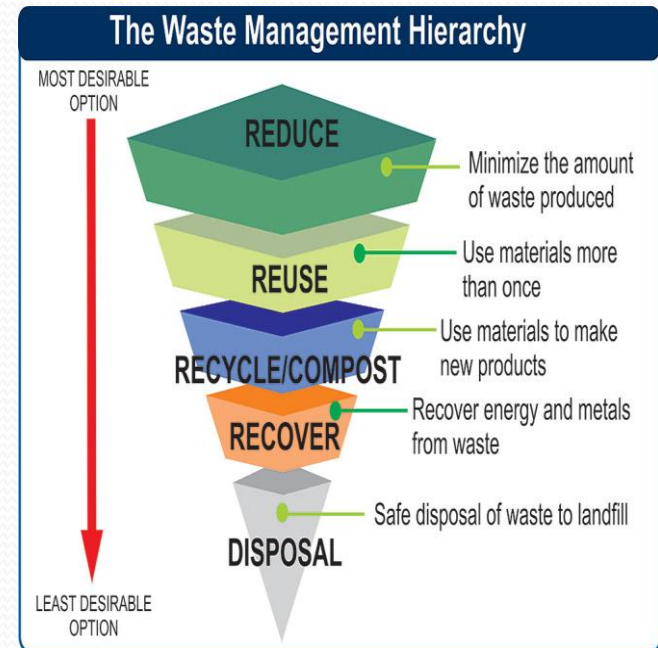 The Waste Management Hierarchy
MOST DESIRABLE
OPTION
REDUCE
Minimize the amount
of waste produced
REUSE
Use materials more
than once
RECYCLE/COMPOST
Use materials to make
new products
RECOVER
Recover energy and metals
from waste
DISPOSAL
Safe disposal of waste to landfill
LEAST DESIRABLE
OPTION